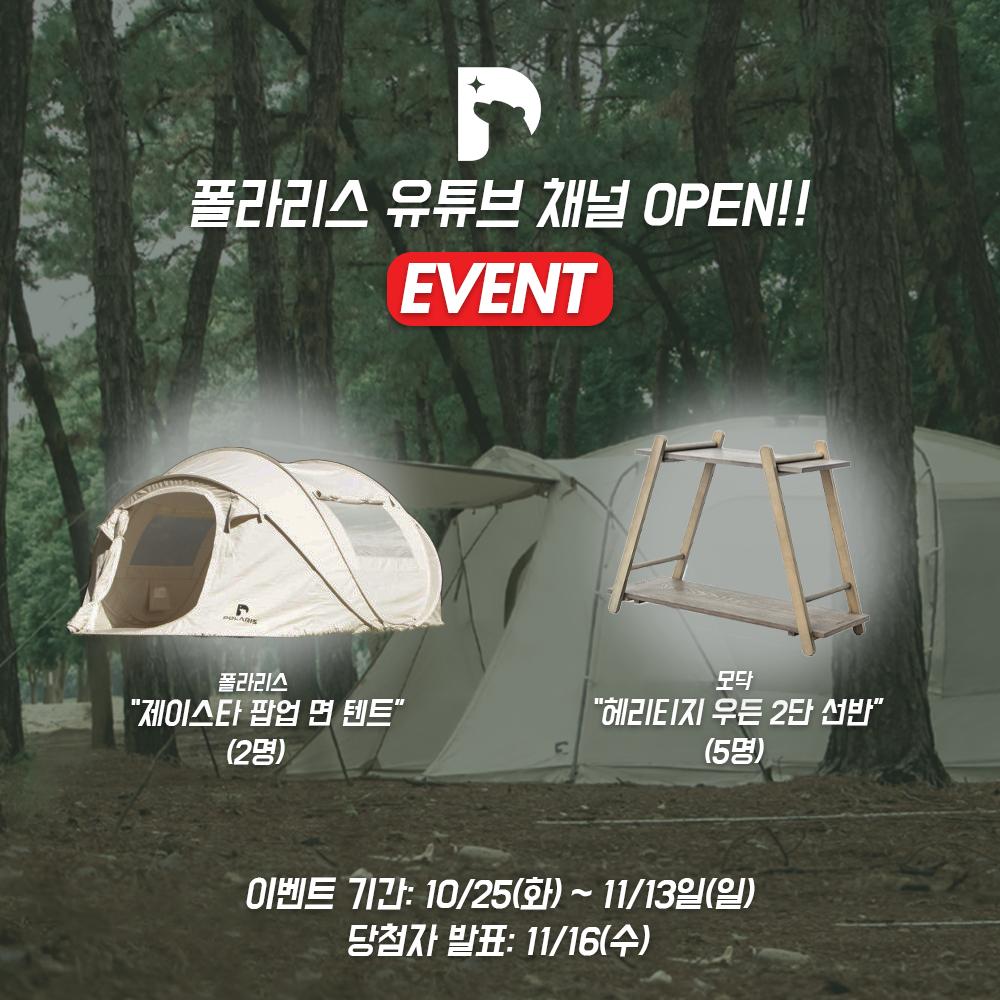 폴라리스 유튜브 채널 OPEN!!
EVENT
POLARIS
폴라리스
"제이스타 팝업 면 텐트"
(2명)
모닥
"헤리티지 우든 2단 선반"
(5명)
이벤트 기간: 10/25(화) ~ 11/13일(일)
당첨자 발표: 11/16(수)